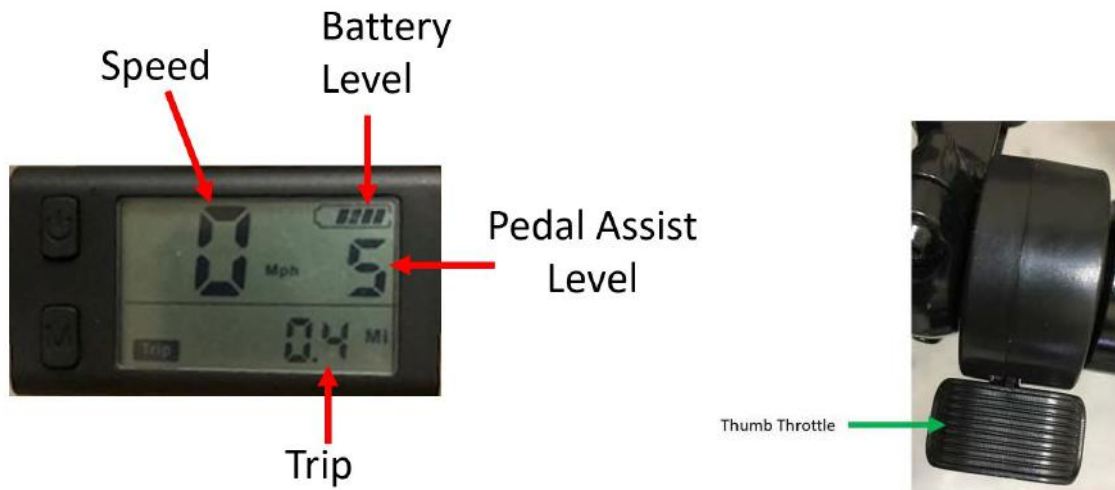 Battery
Level
Speed
0 Mph
5
Pedal Assist
Level
M
Trip 0.4 Mi
Trip
Thumb Throttle